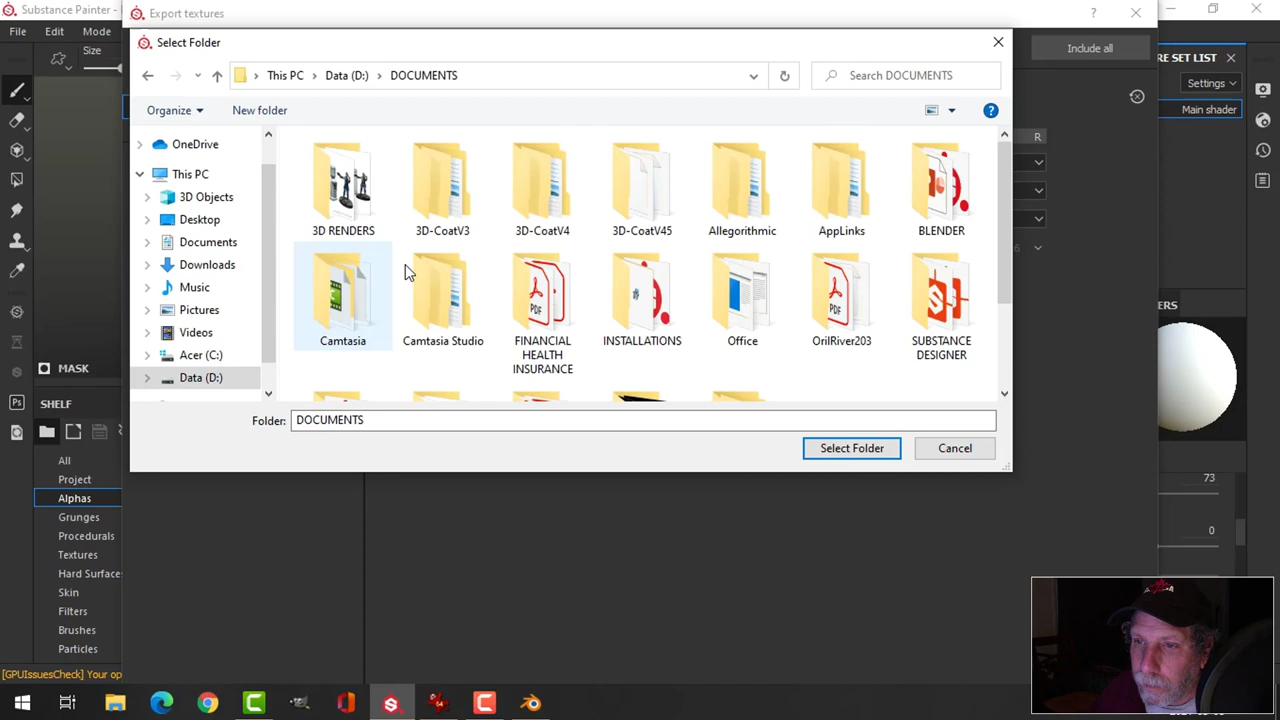 Substance Painter -
Export textures
?
File
Edit
Mode
Size
Select Folder
Include all
RE SET LIST
Settings
Main shader
R
This PC
Data (D:)
DOCUMENTS
Search DOCUMENTS
Organize
New folder
?
OneDrive
This PC
3D Objects
Desktop
Documents
Downloads
Music
Pictures
Videos
Acer (C:)
Data (D:)
3D RENDERS
3D-CoatV3
3D-CoatV4
3D-CoatV45
Allegorithmic
AppLinks
BLENDER
Camtasia
Camtasia Studio
FINANCIAL
HEALTH
INSURANCE
INSTALLATIONS
Office
OrilRiver203
SUBSTANCE
DESIGNER
PDF
PDF
Folder:
DOCUMENTS
Select Folder
Cancel
MASK
SHELF
Ps
All
Project
Alphas
Grunges
Procedurals
Textures
Hard Surfaces
Skin
Filters
Brushes
Particles
ERS
73
0
[GPUIssuesCheck] Your op